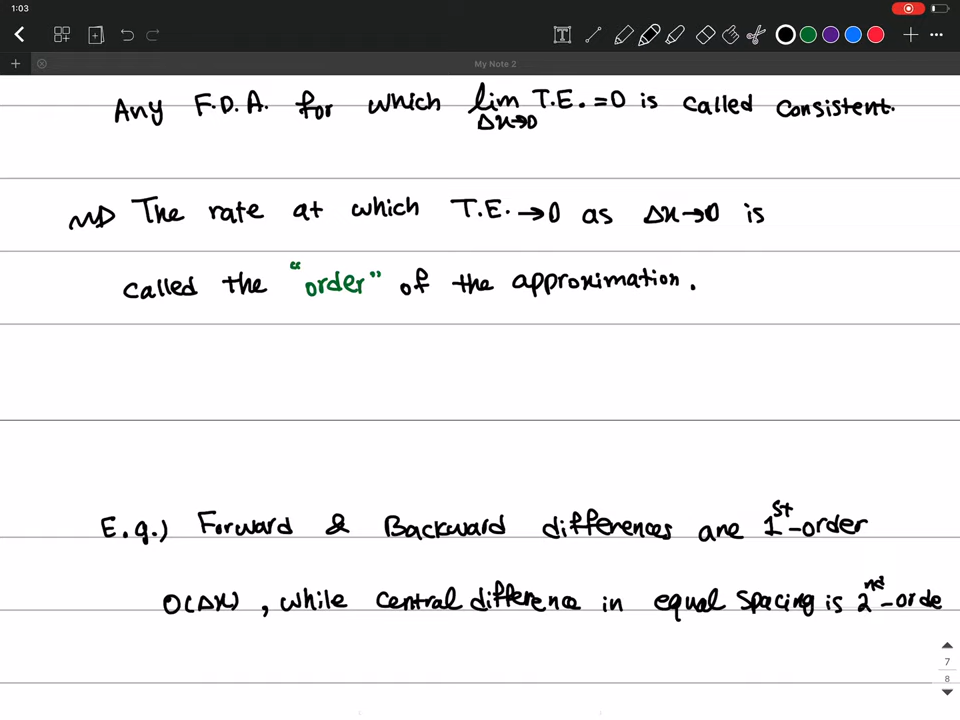 1:03
My Note 2
Any F.D.A. for which lim T.E. = 0 is called consistent.
Δx→0
The rate at which T.E. → 0 as Δx→0 is
called the "order" of the approximation.
E.g.) Forward & Backward differences are 1st-order
O(Δx), while central difference in equal spacing is 2nd-orde
7
8